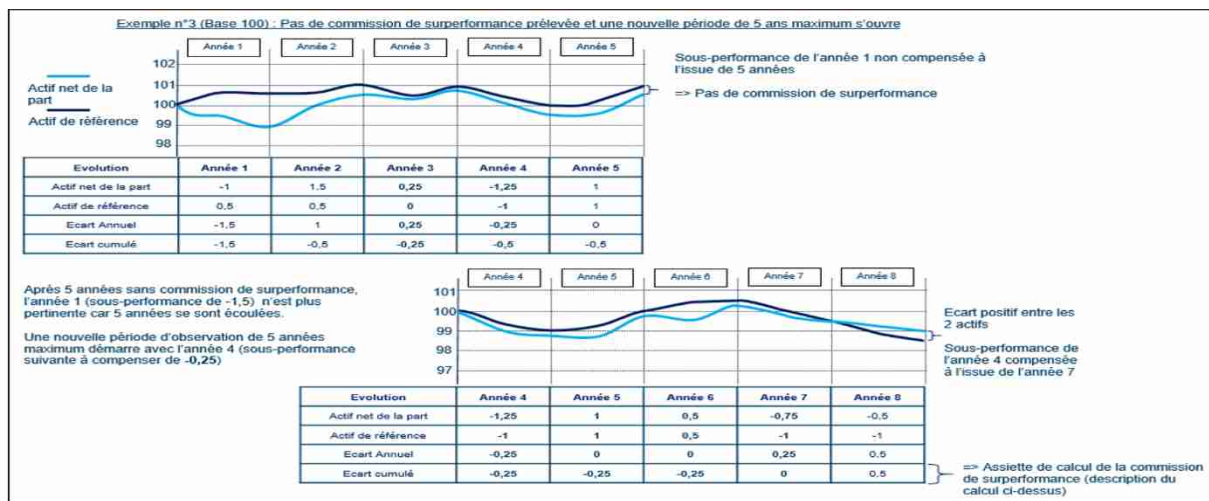 Exemple n°3 (Base 100) : Pas de commission de surperformance prélevée et une nouvelle période de 5 ans maximum s'ouvre
Année 1 Année 2 Année 3 Année 4 Année 5
102
101
100
99
98
Actif net de la
part
Actif de référence
Sous-performance de l'année 1 non compensée à
l'issue de 5 années
=> Pas de commission de surperformance
Evolution Année 1 Année 2 Année 3 Année 4 Année 5
Actif net de la part -1 1,5 0,25 -1,25 1
Actif de référence 0,5 0,5 0 -1 1
Ecart Annuel -1,5 1 0,25 -0,25 0
Ecart cumulé -1,5 -0,5 -0,25 -0,5 -0,5
Après 5 années sans commission de surperformance,
l'année 1 (sous-performance de -1,5) n'est plus
pertinente car 5 années se sont écoulées.
Une nouvelle période d'observation de 5 années
maximum démarre avec l'année 4 (sous-performance
suivante à compenser de -0,25)
Année 4 Année 5 Année 6 Année 7 Année 8
101
100
99
98
97
Ecart positif entre les
2 actifs
Sous-performance de
l'année 4 compensée
à l'issue de l'année 7
Evolution Année 4 Année 5 Année 6 Année 7 Année 8
Actif net de la part -1,25 1 0,5 -0,75 -0,5
Actif de référence -1 1 0,5 -1 -1
Ecart Annuel -0,25 0 0 0,25 0.5
Ecart cumulé -0,25 -0,25 -0,25 0 0.5
=> Assiette de calcul de la commission
de surperformance (description du
calcul ci-dessus)